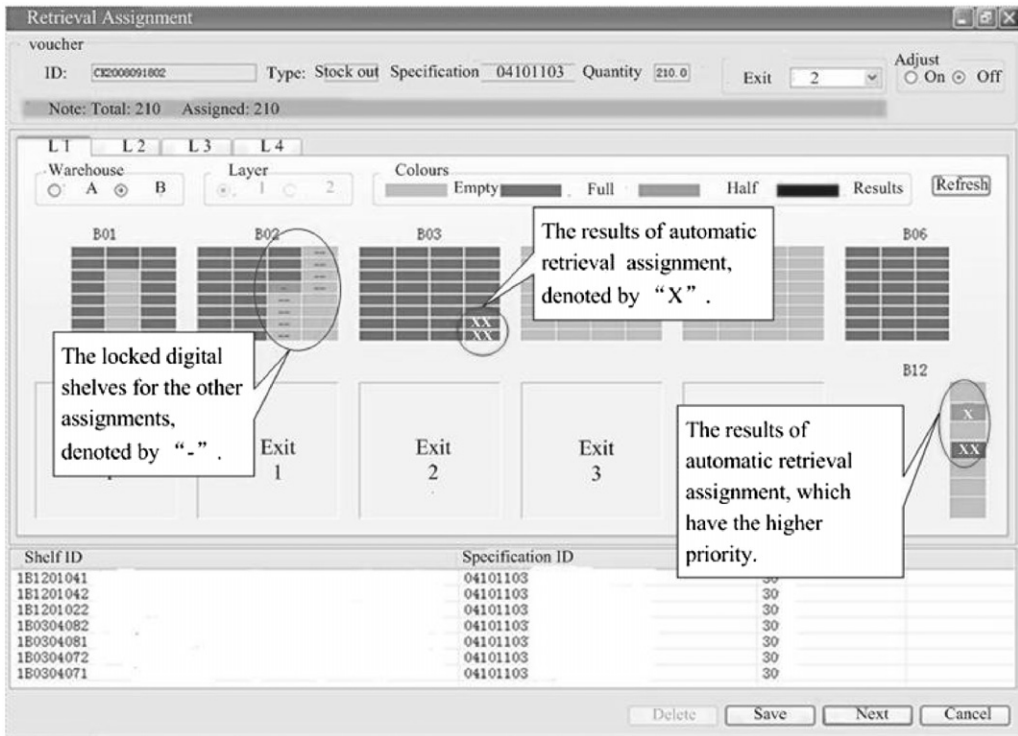 Retrieval Assignment
voucher
ID: CK2008091802 Type: Stock out Specification 04101103 Quantity 210.0 Exit 2 Adjust On Off
Note: Total: 210 Assigned: 210
L 1 L 2 L 3 L 4
Warehouse A B Layer 1 2 Colours Empty Full Half Results Refresh
B01 B02 B03 B06
The results of automatic
retrieval assignment,
denoted by “X”.
XX
XX
The locked digital
shelves for the other
assignments,
denoted by “-”.
B12
X
XX
Exit
1
Exit
2
Exit
3
The results of
automatic retrieval
assignment, which
have the higher
priority.
Shelf ID Specification ID
1B1201041 04101103 30
1B1201042 04101103 30
1B1201022 04101103 30
1B0304082 04101103 30
1B0304081 04101103 30
1B0304072 04101103 30
1B0304071 04101103 30
Delete Save Next Cancel